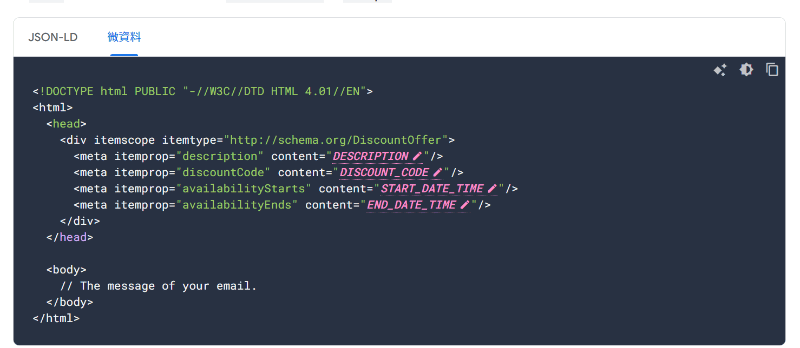 JSON-LD 微資料
<!DOCTYPE html PUBLIC "-//W3C//DTD HTML 4.01//EN">
<html>
  <head>
    <div itemscope itemtype="http://schema.org/DiscountOffer">
      <meta itemprop="description" content="DESCRIPTION"/>
      <meta itemprop="discountCode" content="DISCOUNT_CODE"/>
      <meta itemprop="availabilityStarts" content="START_DATE_TIME"/>
      <meta itemprop="availabilityEnds" content="END_DATE_TIME"/>
    </div>
  </head>
  <body>
    // The message of your email.
  </body>
</html>